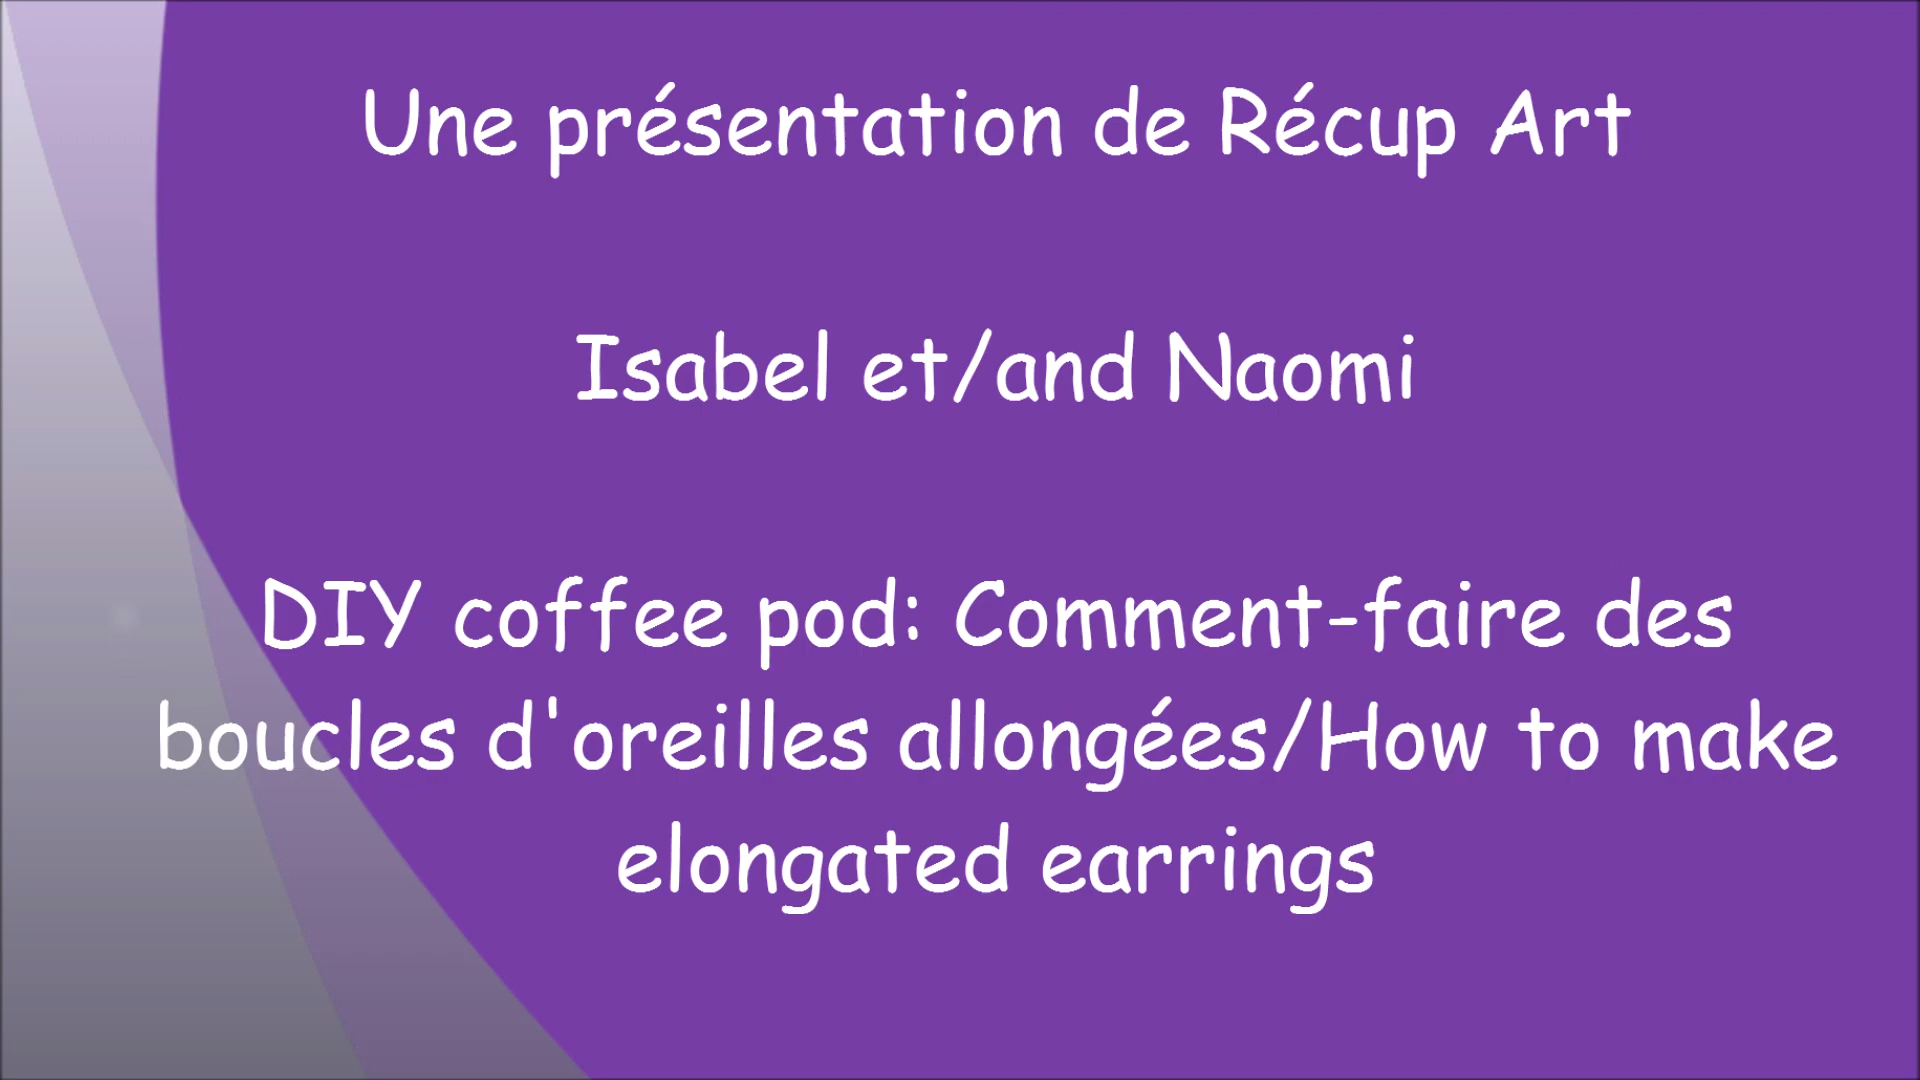 Une présentation de Récup Art
Isabel et/and Naomi
DIY coffee pod: Comment-faire des
boucles d'oreilles allongées/How to make
elongated earrings